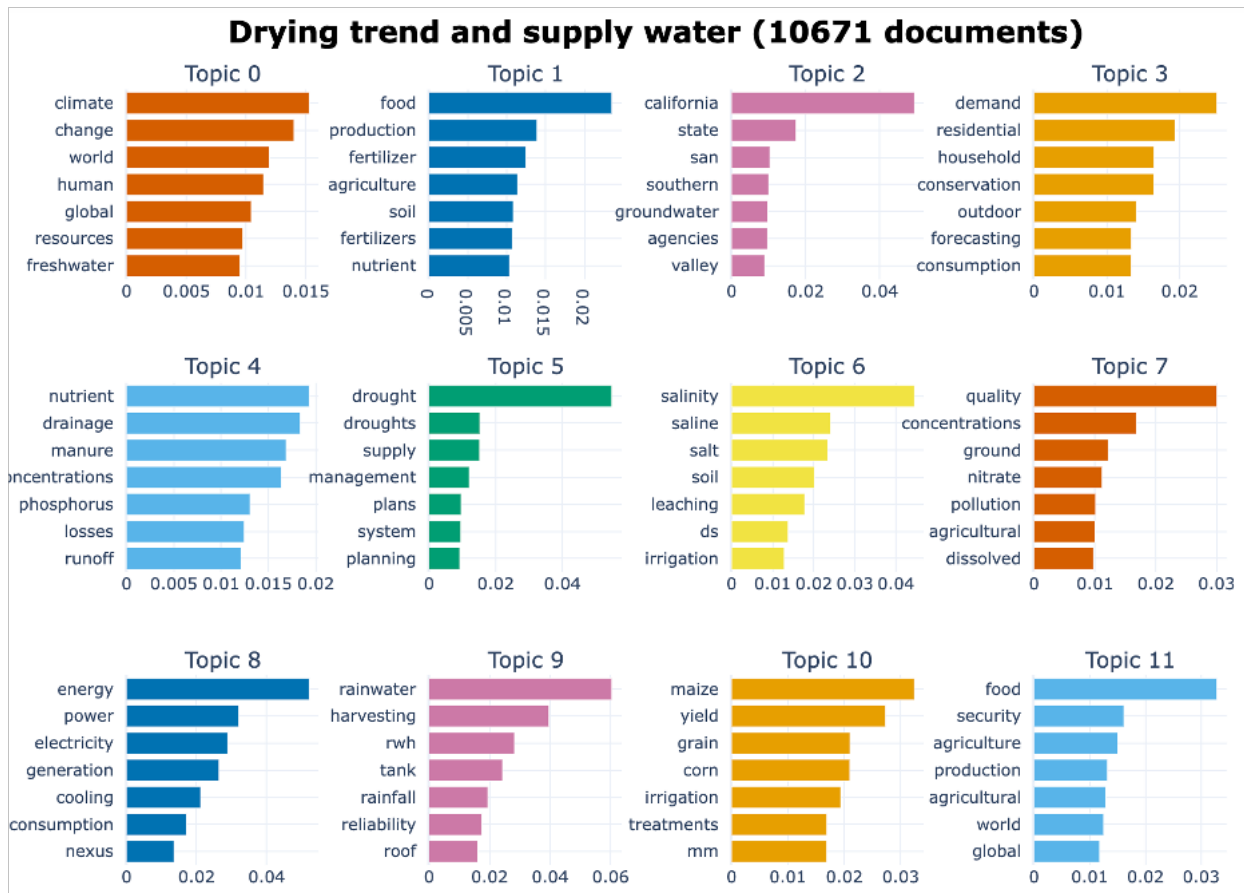 Drying trend and supply water (10671 documents)
Topic 0
climate
change
world
human
global
resources
freshwater
0 0.005 0.01 0.015
Topic 1
food
production
fertilizer
agriculture
soil
fertilizers
nutrient
0 0.005 0.01 0.015 0.02
Topic 2
california
state
san
southern
groundwater
agencies
valley
0 0.02 0.04
Topic 3
demand
residential
household
conservation
outdoor
forecasting
consumption
0 0.01 0.02
Topic 4
nutrient
drainage
manure
oncentrations
phosphorus
losses
runoff
0 0.005 0.01 0.015 0.02
Topic 5
drought
droughts
supply
management
plans
system
planning
0 0.02 0.04
Topic 6
salinity
saline
salt
soil
leaching
ds
irrigation
0 0.01 0.02 0.03 0.04
Topic 7
quality
concentrations
ground
nitrate
pollution
agricultural
dissolved
0 0.01 0.02 0.03
Topic 8
energy
power
electricity
generation
cooling
consumption
nexus
0 0.02 0.04
Topic 9
rainwater
harvesting
rwh
tank
rainfall
reliability
roof
0 0.02 0.04 0.06
Topic 10
maize
yield
grain
corn
irrigation
treatments
mm
0 0.01 0.02 0.03
Topic 11
food
security
agriculture
production
agricultural
world
global
0 0.01 0.02 0.03